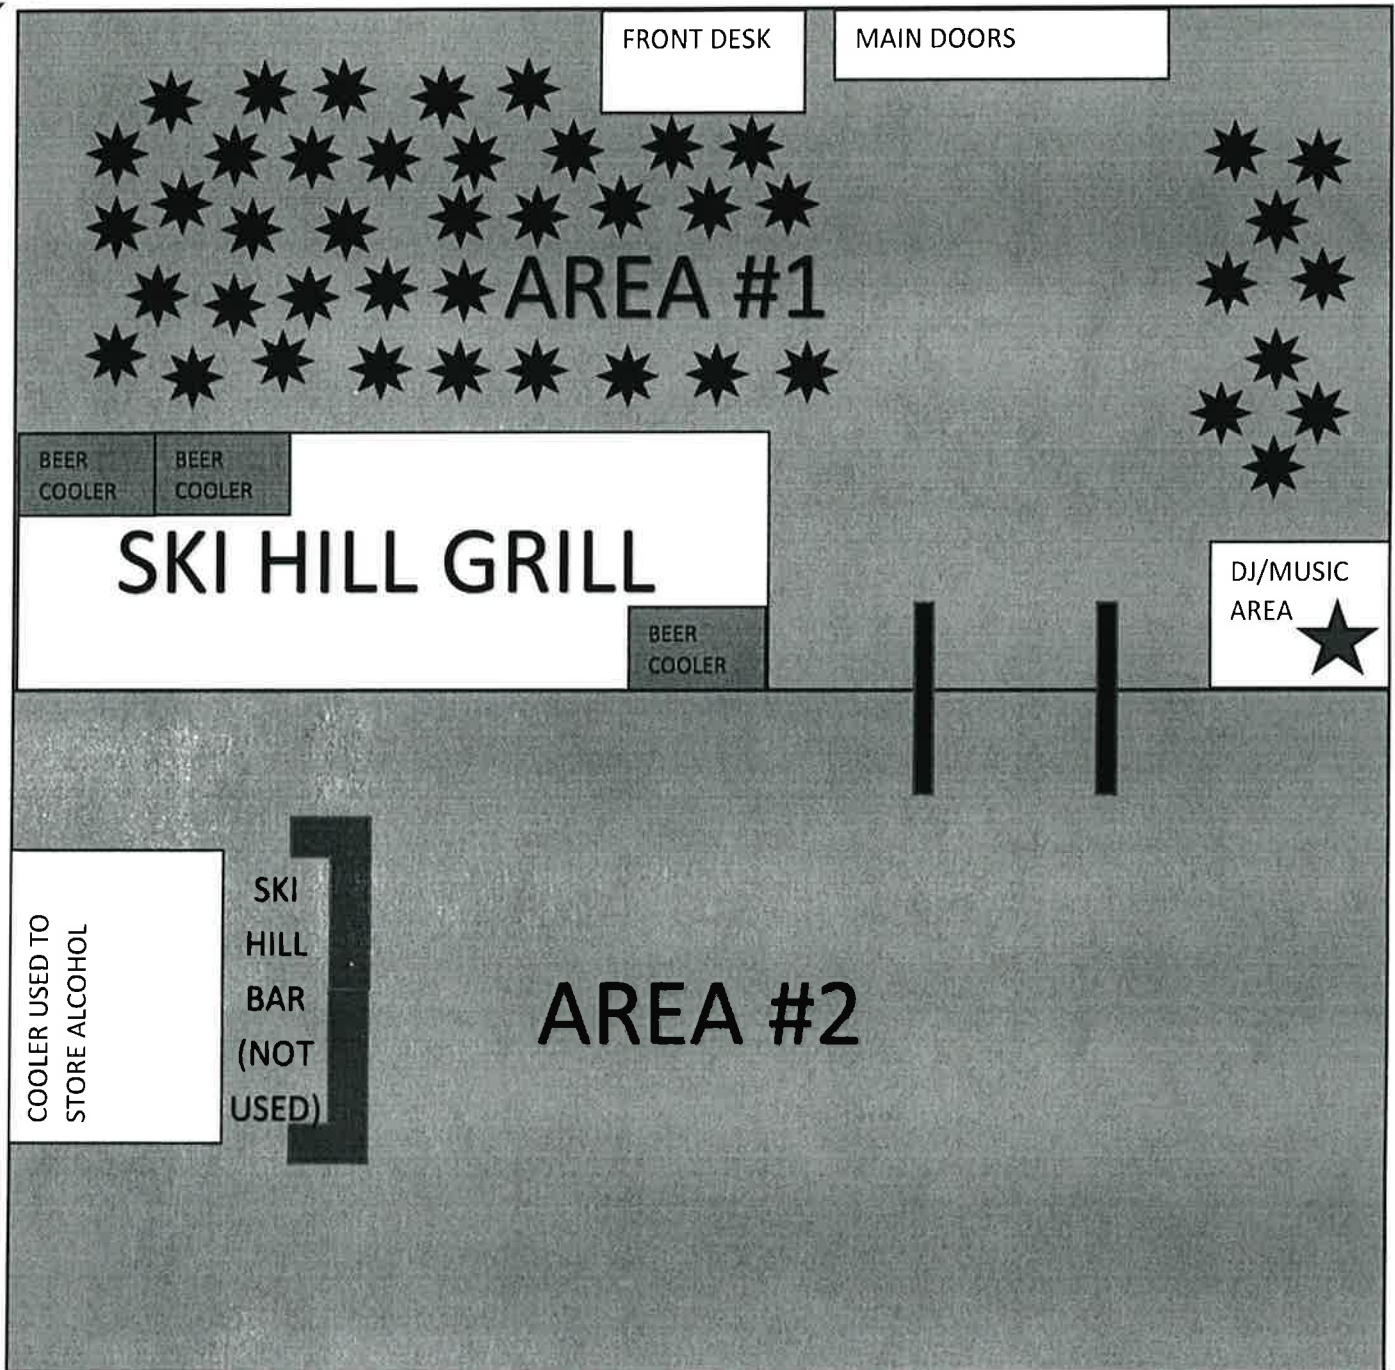 FRONT DESK
MAIN DOORS
AREA #1
BEER
COOLER
BEER
COOLER
SKI HILL GRILL
BEER
COOLER
DJ/MUSIC
AREA
SKI
HILL
BAR
(NOT
USED)
COOLER USED TO
STORE ALCOHOL
AREA #2